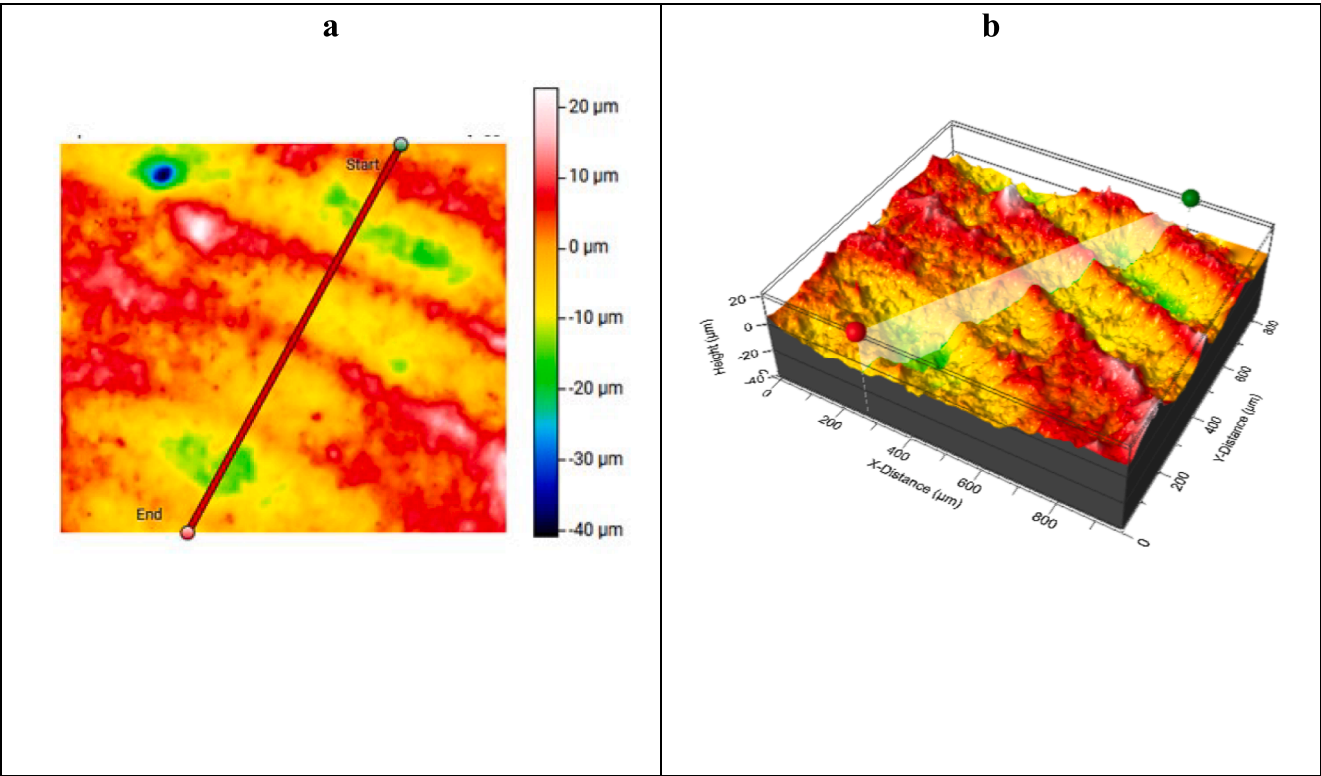 a
b
20 µm
10 µm
0 µm
-10 µm
-20 µm
-30 µm
-40 µm
Start
End
20
0
-20
-40
Height (µm)
0
200
400
600
800
X-Distance (µm)
0
200
400
600
800
Y-Distance (µm)